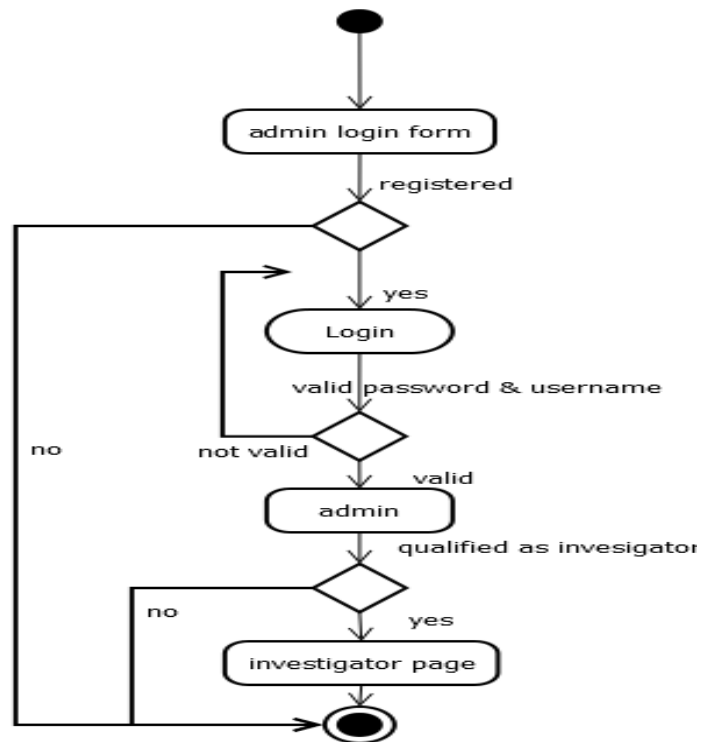 admin login form
registered
yes
Login
valid password & username
no
not valid
valid
admin
qualified as invesigator
no
yes
investigator page